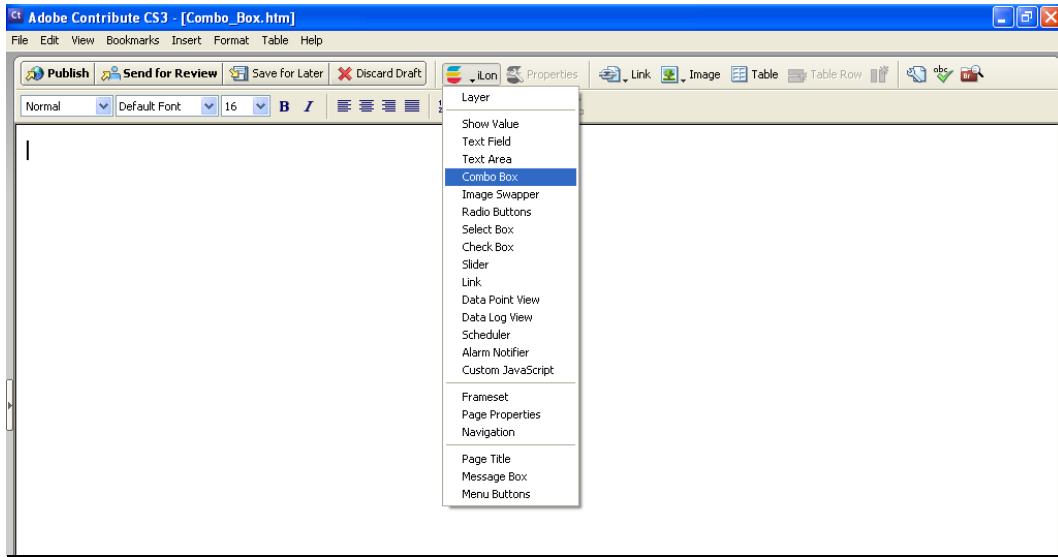 Ct Adobe Contribute CS3 - [Combo_Box.htm]
File Edit View Bookmarks Insert Format Table Help
Publish Send for Review Save for Later Discard Draft iLon Properties Link Image Table Table Row abc
Normal Default Font 16 B I
Layer
Show Value
Text Field
Text Area
Combo Box
Image Swapper
Radio Buttons
Select Box
Check Box
Slider
Link
Data Point View
Data Log View
Scheduler
Alarm Notifier
Custom JavaScript
Frameset
Page Properties
Navigation
Page Title
Message Box
Menu Buttons